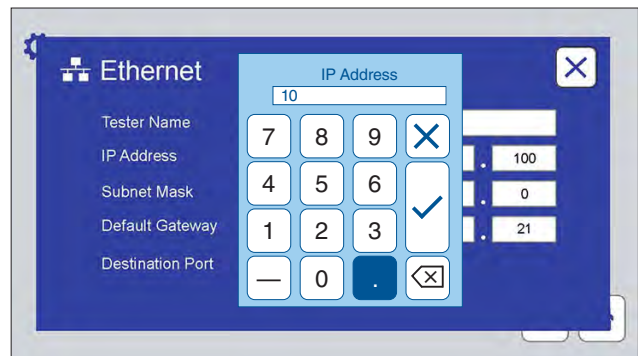 Ethernet
IP Address
10
Tester Name
7 8 9
IP Address
. 100
4 5 6
Subnet Mask
. 0
Default Gateway
1 2 3
. 21
Destination Port
— 0 .